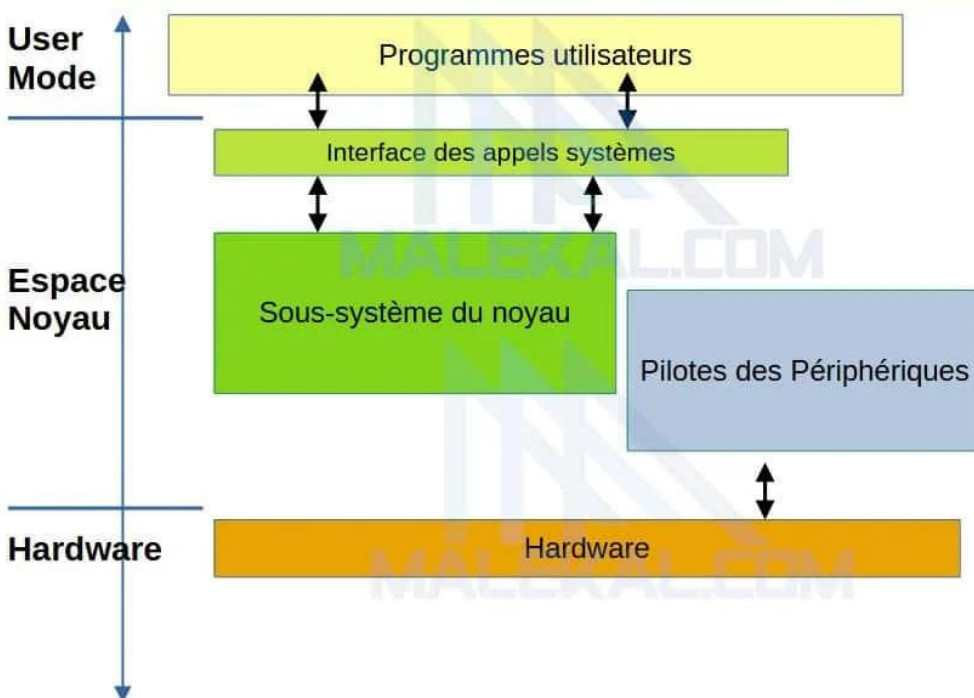 User
Mode
Programmes utilisateurs
Interface des appels systèmes
MALEKAL.COM
Espace
Noyau
Sous-système du noyau
Pilotes des Périphériques
Hardware
Hardware
MALEKAL.COM